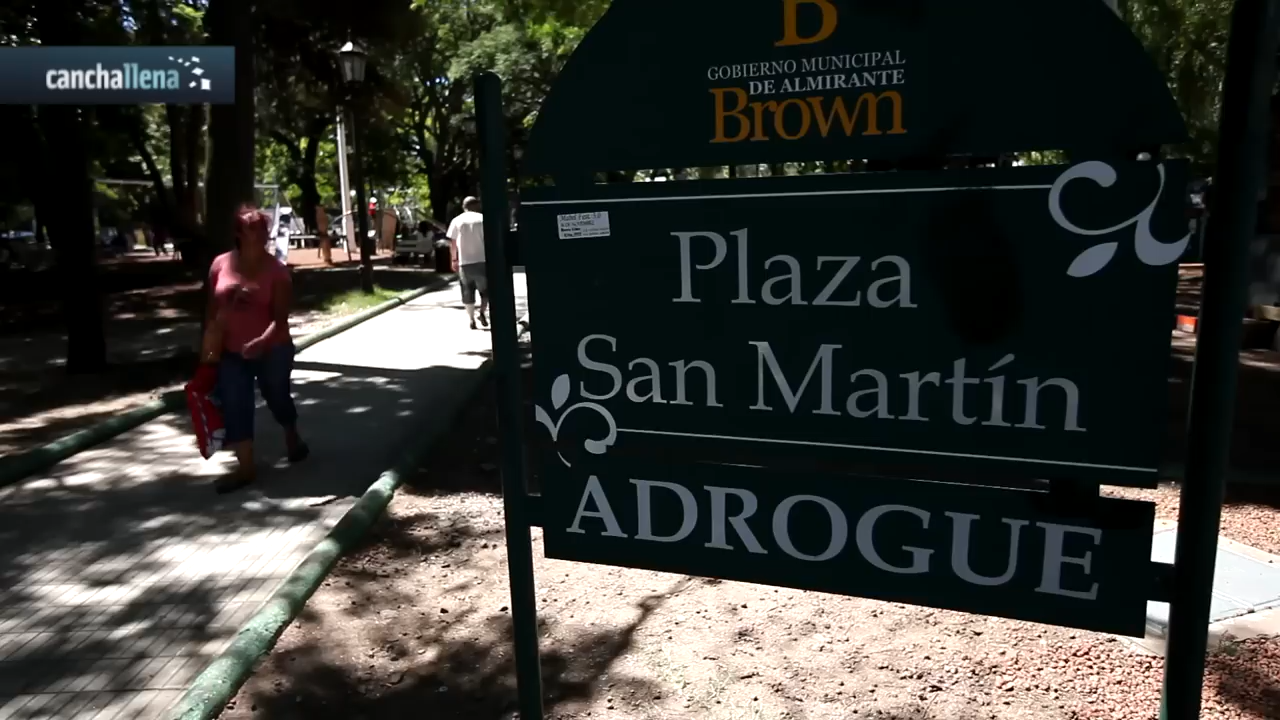 canchallena
B
GOBIERNO MUNICIPAL
DE ALMIRANTE
Brown
Plaza
San Martín
ADROGUE